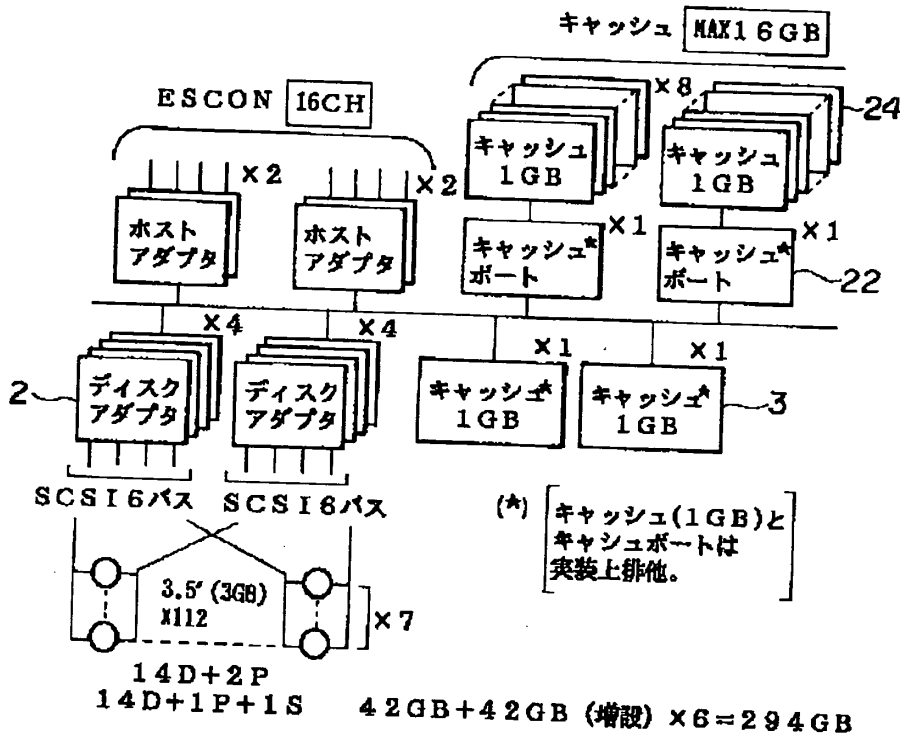 キャッシュ MAX16GB
ESCON 16CH
×8
24
キャッシュ
1GB
キャッシュ
1GB
×2
×2
ホスト
アダプタ
ホスト
アダプタ
×1
×1
キャッシュ*
ボート
キャッシュ*
ボート
22
×4
×4
×1
×1
2
ディスク
アダプタ
ディスク
アダプタ
キャッシュ*
1GB
キャッシュ*
1GB
3
SCSI6バス
SCSI6バス
(*)
キャッシュ(1GB)と
キャシュボートは
実装上排他。
3.5" (3GB)
X112
×7
14D+2P
14D+1P+1S
42GB+42GB (増設) ×6=294GB